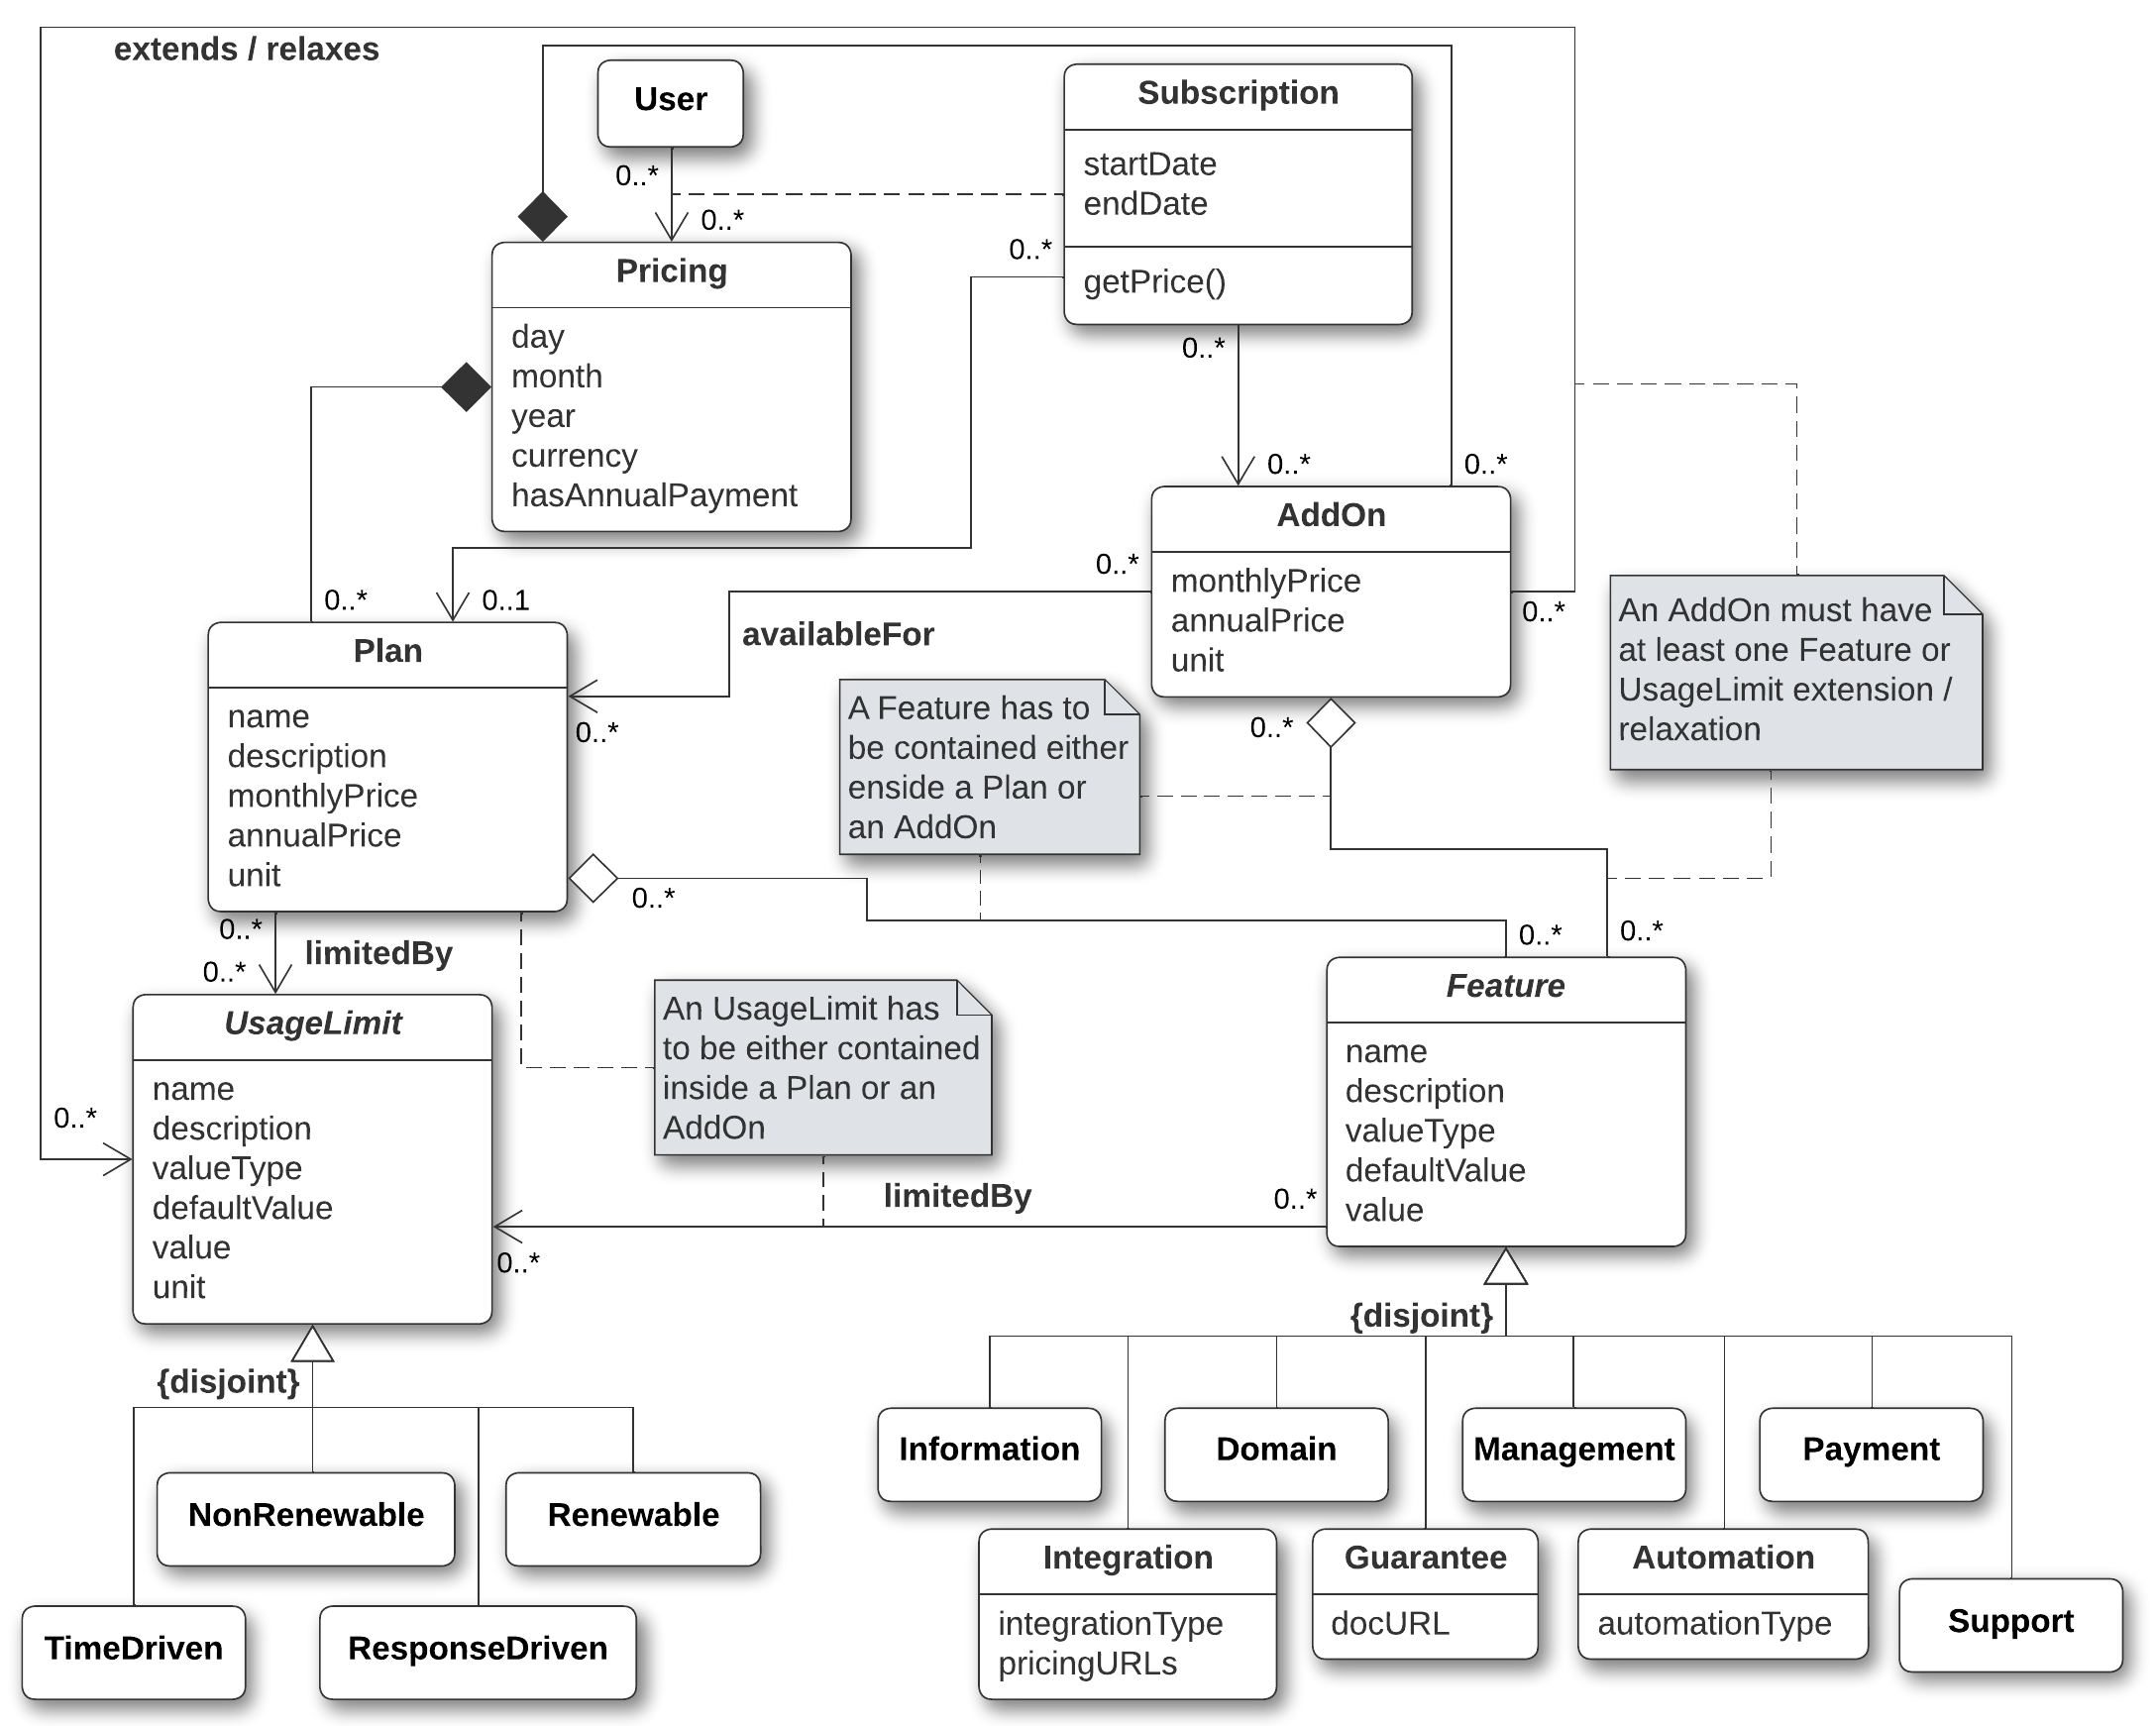 extends / relaxes
User
Subscription
startDate
endDate
getPrice()
0..*
0..*
0..*
Pricing
day
month
year
currency
hasAnnualPayment
0..*
0..*
0..*
AddOn
monthlyPrice
annualPrice
unit
0..*
0..*
0..*
0..1
availableFor
0..*
An AddOn must have
at least one Feature or
UsageLimit extension /
relaxation
Plan
name
description
monthlyPrice
annualPrice
unit
A Feature has to
be contained either
enside a Plan or
an AddOn
0..*
0..*
0..*
limitedBy
0..*
0..*
0..*
UsageLimit
name
description
valueType
defaultValue
value
unit
0..*
An UsageLimit has
to be either contained
inside a Plan or an
AddOn
Feature
name
description
valueType
defaultValue
value
limitedBy
0..*
0..*
{disjoint}
{disjoint}
NonRenewable
Renewable
TimeDriven
ResponseDriven
Information
Domain
Management
Payment
Integration
integrationType
pricingURLs
Guarantee
docURL
Automation
automationType
Support